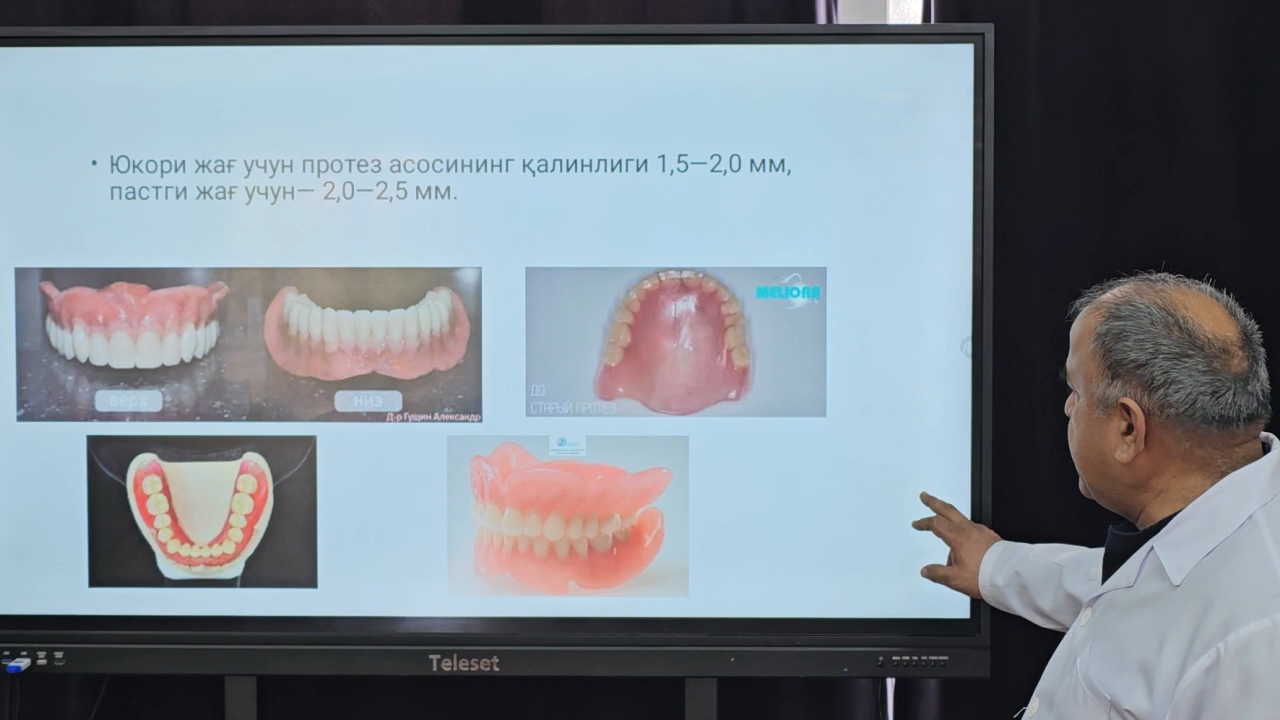 • Юкори жағ учун протез асосининг қалинлиги 1,5—2,0 мм,
пастги жағ учун— 2,0—2,5 мм.
верх
низ
Д-р Гущин Александр
MELIORA
ДО
СТАРЫЙ ПРОТЕЗ
Teleset